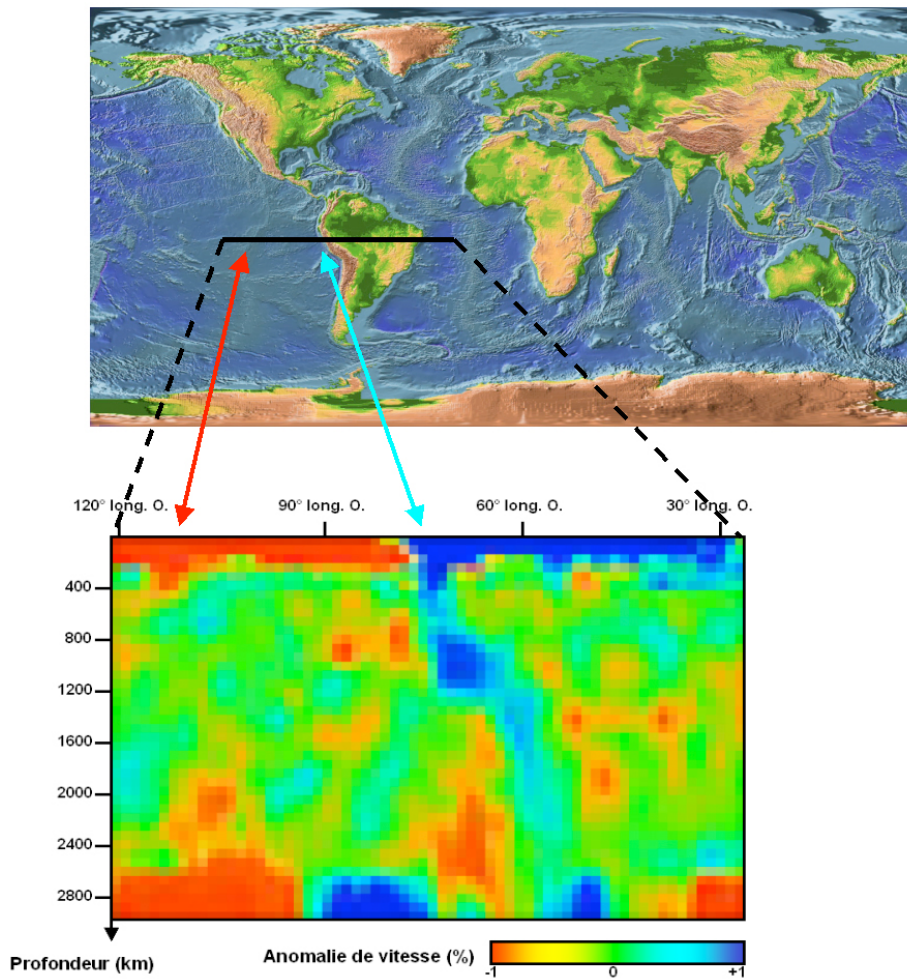 120° long. O. 90° long. O. 60° long. O. 30° long. O.
400
800
1200
1600
2000
2400
2800
Profondeur (km) Anomalie de vitesse (%)
-1 0 +1